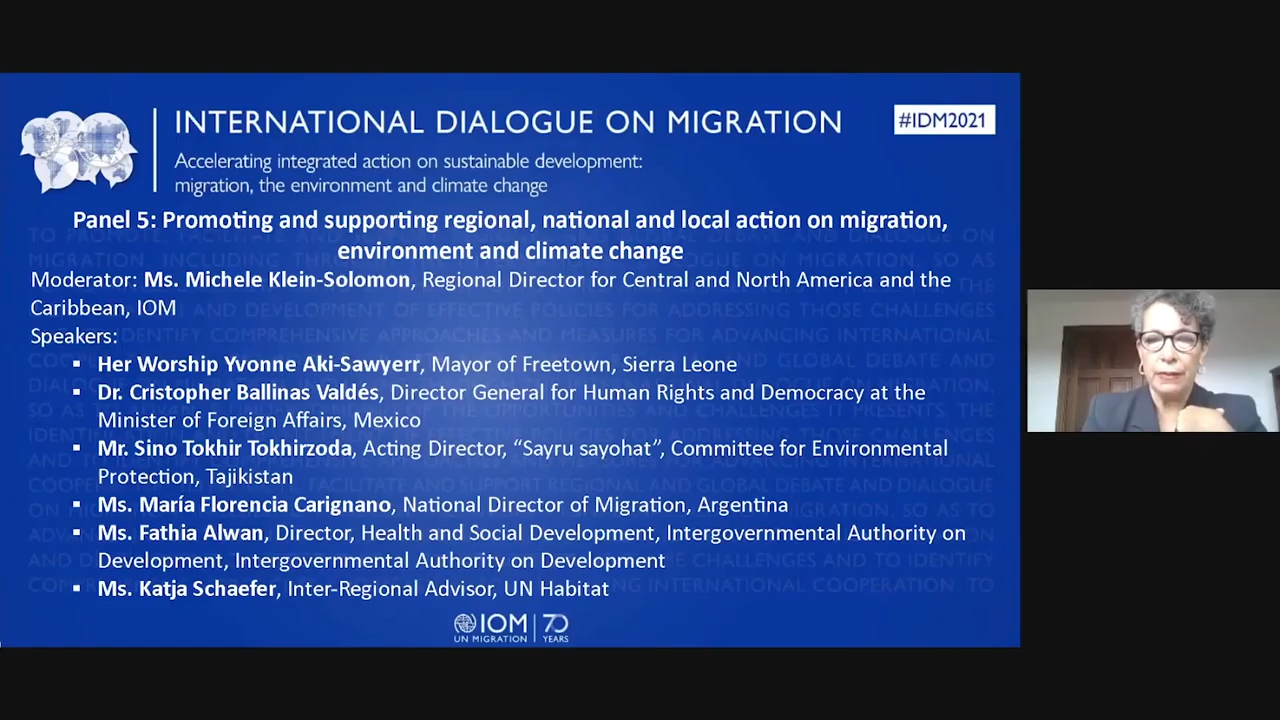 INTERNATIONAL DIALOGUE ON MIGRATION
#IDM2021
Accelerating integrated action on sustainable development:
migration, the environment and climate change
Panel 5: Promoting and supporting regional, national and local action on migration,
environment and climate change
Moderator: Ms. Michele Klein-Solomon, Regional Director for Central and North America and the
Caribbean, IOM
Speakers:
▪ Her Worship Yvonne Aki-Sawyerr, Mayor of Freetown, Sierra Leone
▪ Dr. Cristopher Ballinas Valdés, Director General for Human Rights and Democracy at the
Minister of Foreign Affairs, Mexico
▪ Mr. Sino Tokhir Tokhirzoda, Acting Director, “Sayru sayohat”, Committee for Environmental
Protection, Tajikistan
▪ Ms. María Florencia Carignano, National Director of Migration, Argentina
▪ Ms. Fathia Alwan, Director, Health and Social Development, Intergovernmental Authority on
Development, Intergovernmental Authority on Development
▪ Ms. Katja Schaefer, Inter-Regional Advisor, UN Habitat
IOM
UN MIGRATION
70
YEARS